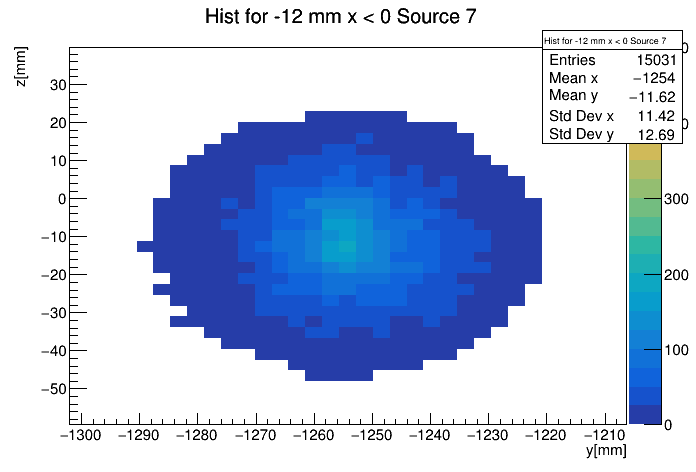 Hist for -12 mm x < 0 Source 7
z[mm]
Hist for -12 mm x < 0 Source 7
Entries 15031
Mean x −1254
Mean y −11.62
Std Dev x 11.42
Std Dev y 12.69
30
20
10
0
−10
−20
−30
−40
−50
−1300 −1290 −1280 −1270 −1260 −1250 −1240 −1230 −1220 −1210
y[mm]
300
200
100
0